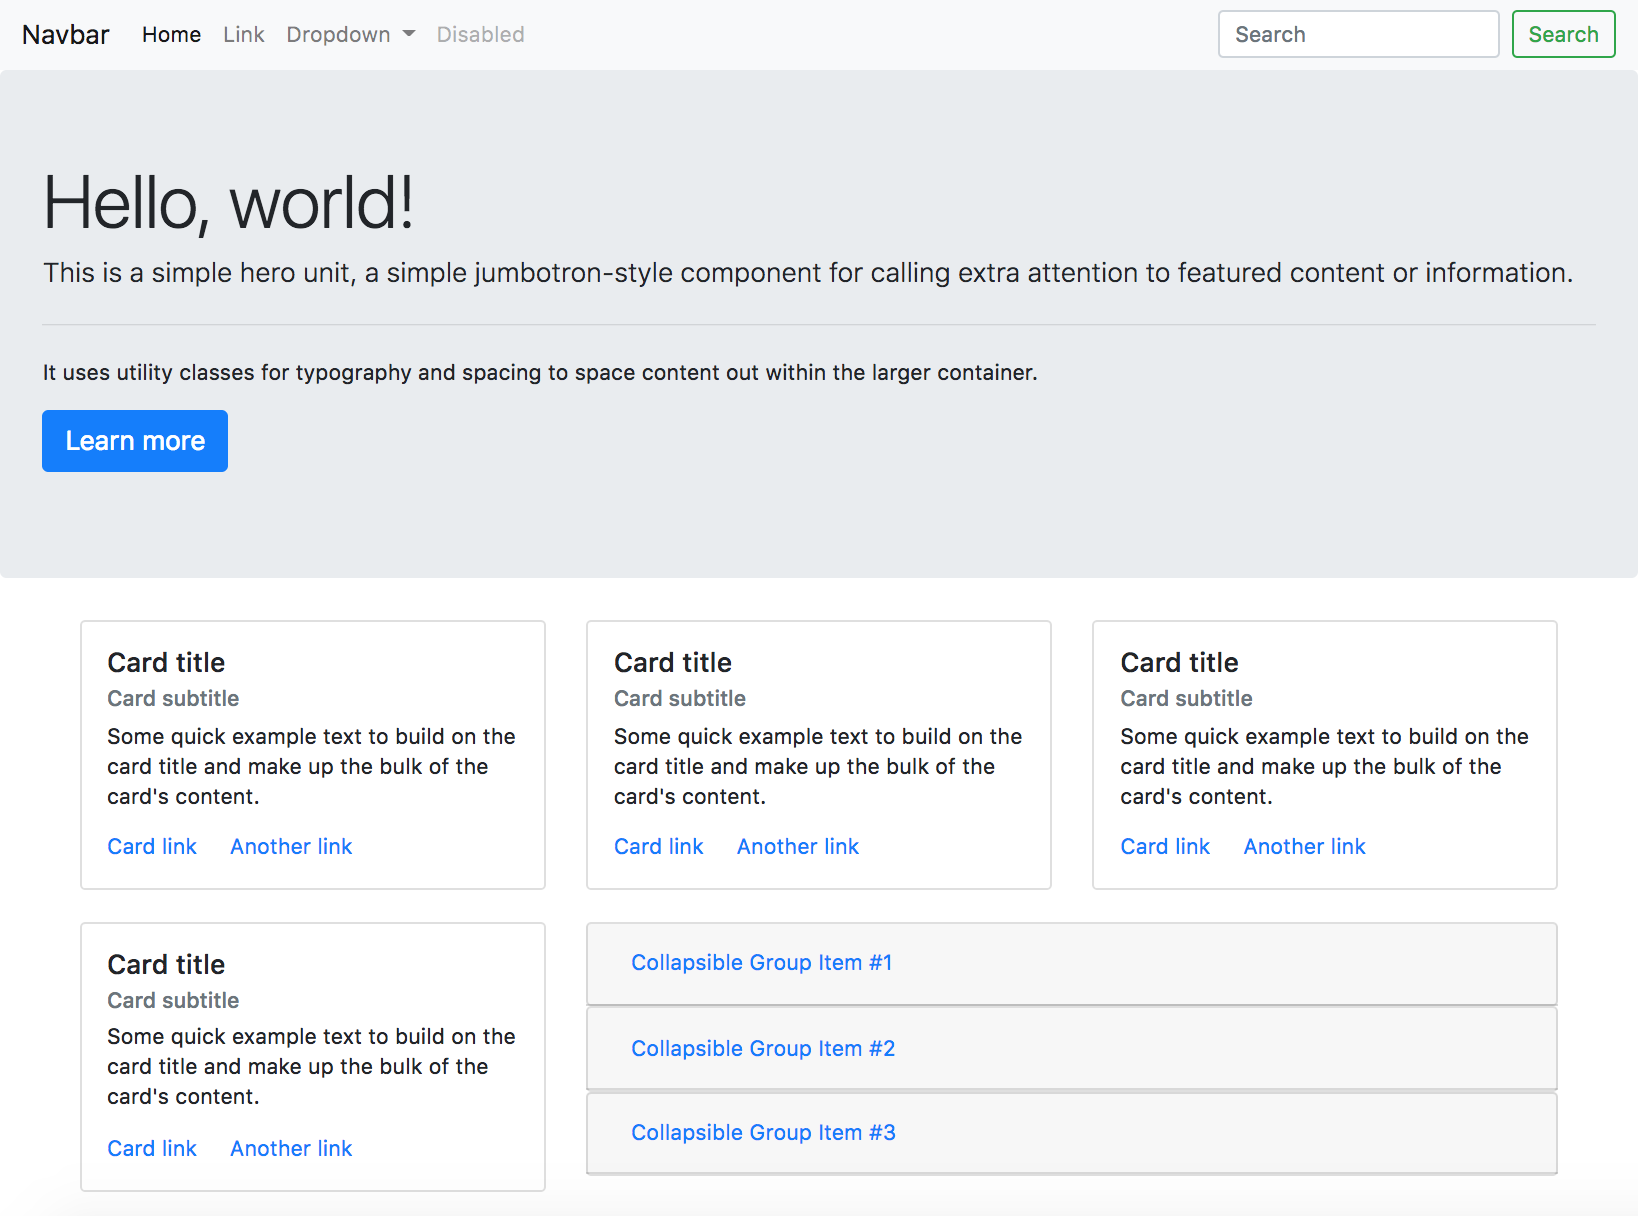 Navbar Home Link Dropdown Disabled Search Search
Hello, world!
This is a simple hero unit, a simple jumbotron-style component for calling extra attention to featured content or information.
It uses utility classes for typography and spacing to space content out within the larger container.
Learn more
Card title
Card subtitle
Some quick example text to build on the
card title and make up the bulk of the
card's content.
Card link Another link
Card title
Card subtitle
Some quick example text to build on the
card title and make up the bulk of the
card's content.
Card link Another link
Card title
Card subtitle
Some quick example text to build on the
card title and make up the bulk of the
card's content.
Card link Another link
Card title
Card subtitle
Some quick example text to build on the
card title and make up the bulk of the
card's content.
Card link Another link
Collapsible Group Item #1
Collapsible Group Item #2
Collapsible Group Item #3